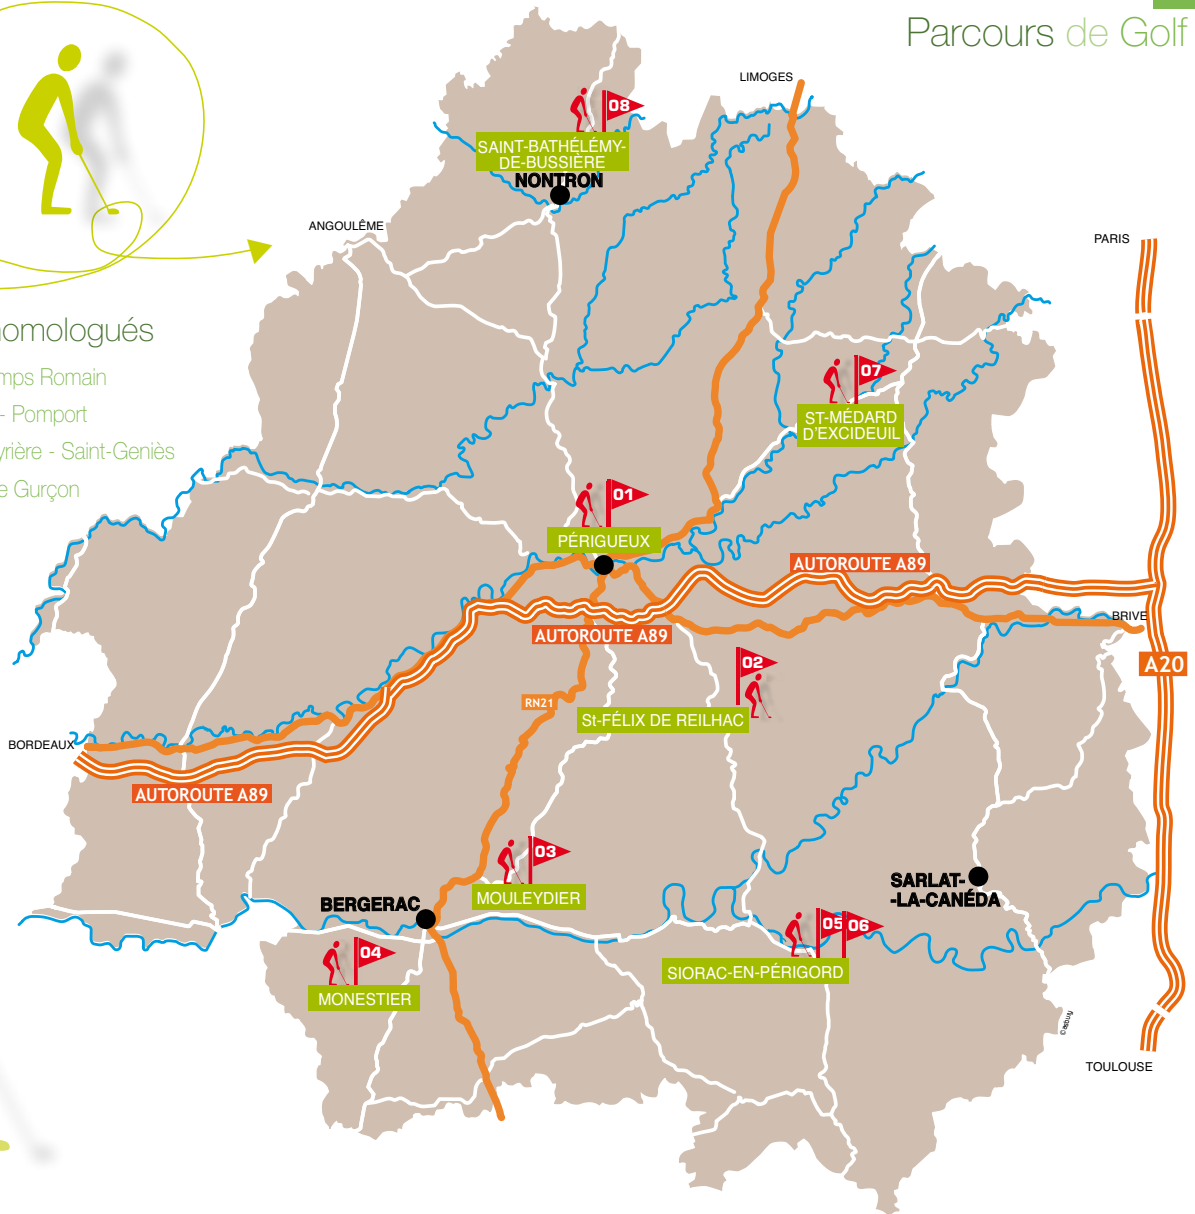 Parcours de Golf
LIMOGES
08
SAINT-BATHÉLÉMY-
DE-BUSSIÈRE
NONTRON
ANGOULÊME
PARIS
omologués
mps Romain
- Pomport
yrière - Saint-Geniès
e Gurçon
07
ST-MÉDARD
D'EXCIDEUIL
01
PÉRIGUEUX
AUTOROUTE A89
BRIVE
AUTOROUTE A89
02
A20
RN21
St-FÉLIX DE REILHAC
BORDEAUX
AUTOROUTE A89
03
MOULEYDIER
SARLAT-
-LA-CANÉDA
BERGERAC
05 06
04
SIORAC-EN-PÉRIGORD
MONESTIER
TOULOUSE